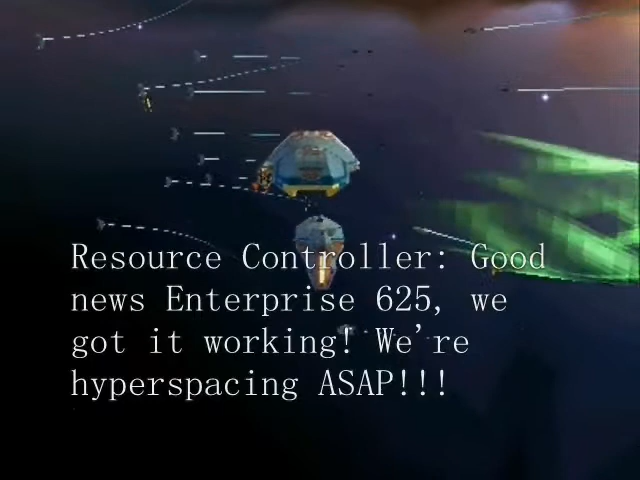 Resource Controller: Good
news Enterprise 625, we
got it working! We're
hyperspacing ASAP!!!